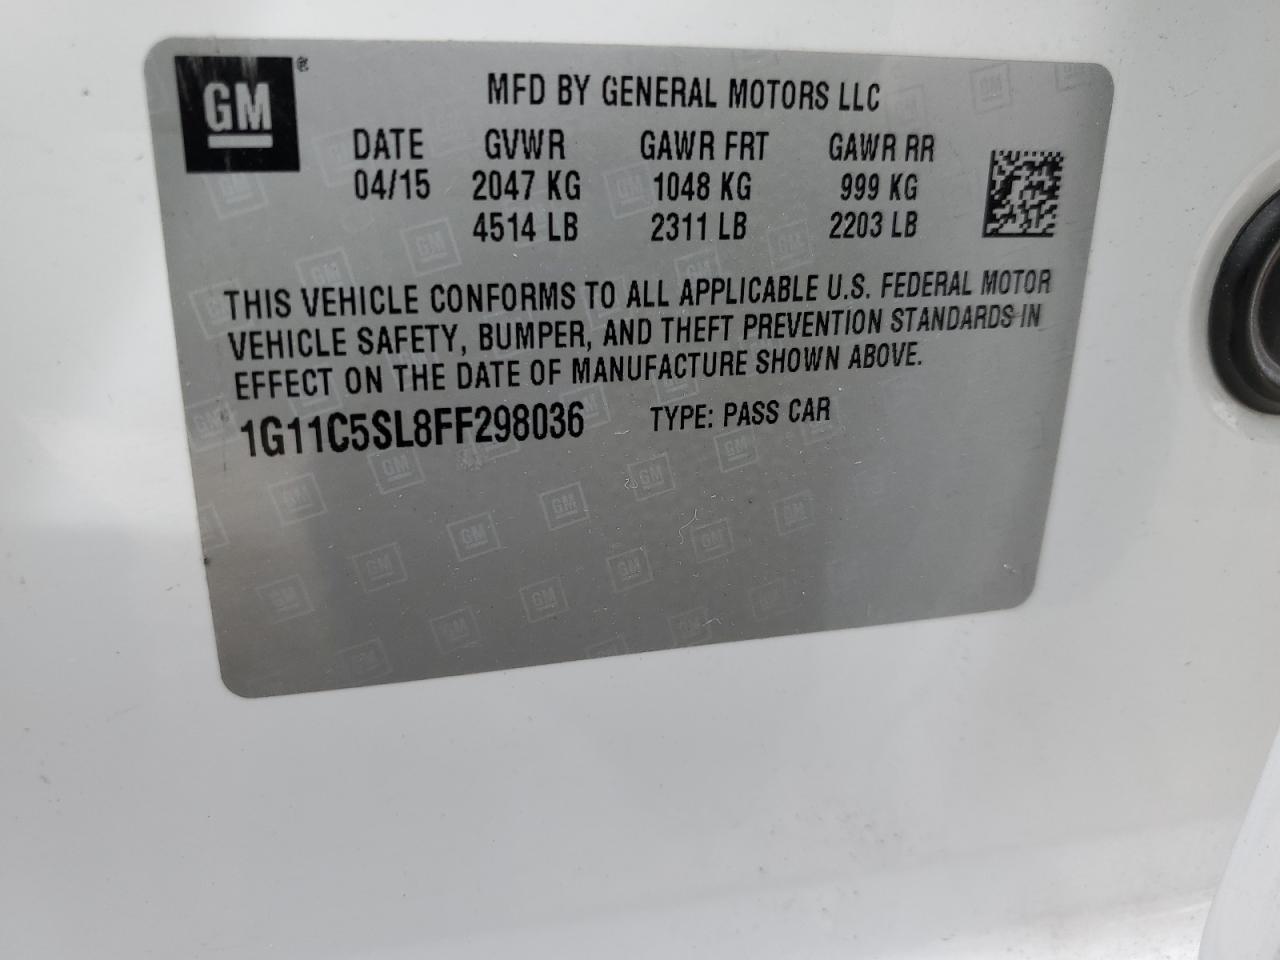 GM ®
MFD BY GENERAL MOTORS LLC
DATE GVWR GAWR FRT GAWR RR
04/15 2047 KG 1048 KG 999 KG
4514 LB 2311 LB 2203 LB
THIS VEHICLE CONFORMS TO ALL APPLICABLE U.S. FEDERAL MOTOR
VEHICLE SAFETY, BUMPER, AND THEFT PREVENTION STANDARDS IN
EFFECT ON THE DATE OF MANUFACTURE SHOWN ABOVE.
1G11C5SL8FF298036 TYPE: PASS CAR